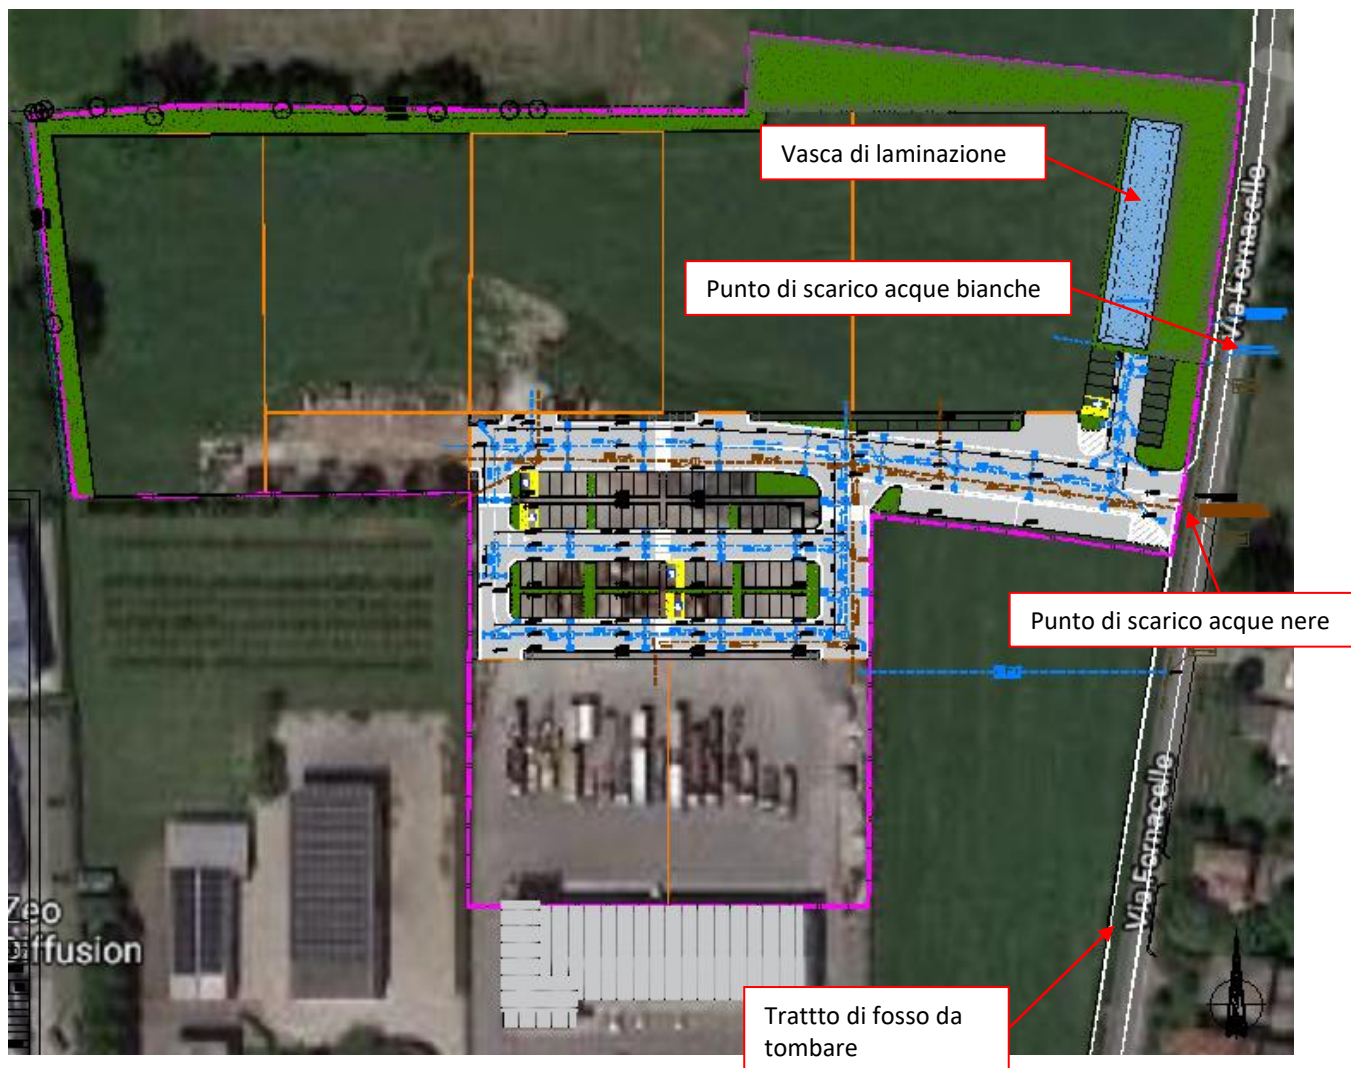 Vasca di laminazione
Via Fornacelle
Punto di scarico acque bianche
Punto di scarico acque nere
Via Fornacelle
Zeo
Diffusion
Trattto di fosso da
tombare